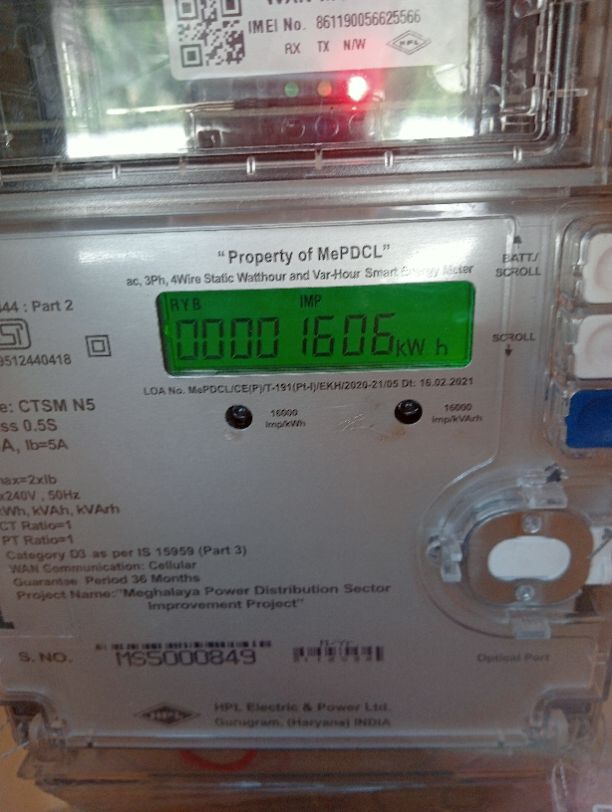 IMEI No. 861190056625566
RX TX N/W
HPL
"Property of MePDCL"
ac, 3Ph, 4Wire Static Watthour and Var-Hour Smart Energy Meter
BATT/
SCROLL
: Part 2
9512440418
RYB IMP
00001606 kW h
SCROLL
LOA No. MePDCL/CE(P)/T-191(Pt-I)/EKH/2020-21/05 Dt: 16.02.2021
16000
Imp/kWh
16000
Imp/kVArh
CTSM N5
0.5S
Ib=5A
max=2xIb
x240V , 50Hz
kWh, kVAh, kVArh
CT Ratio=1
PT Ratio=1
Category D3 as per IS 15959 (Part 3)
WAN Communication: Cellular
Guarantee Period 36 Months
Project Name:"Meghalaya Power Distribution Sector
Improvement Project"
S. NO. MS5000849
Optical Port
HPL
HPL Electric & Power Ltd.
Gurugram. (Haryana) INDIA